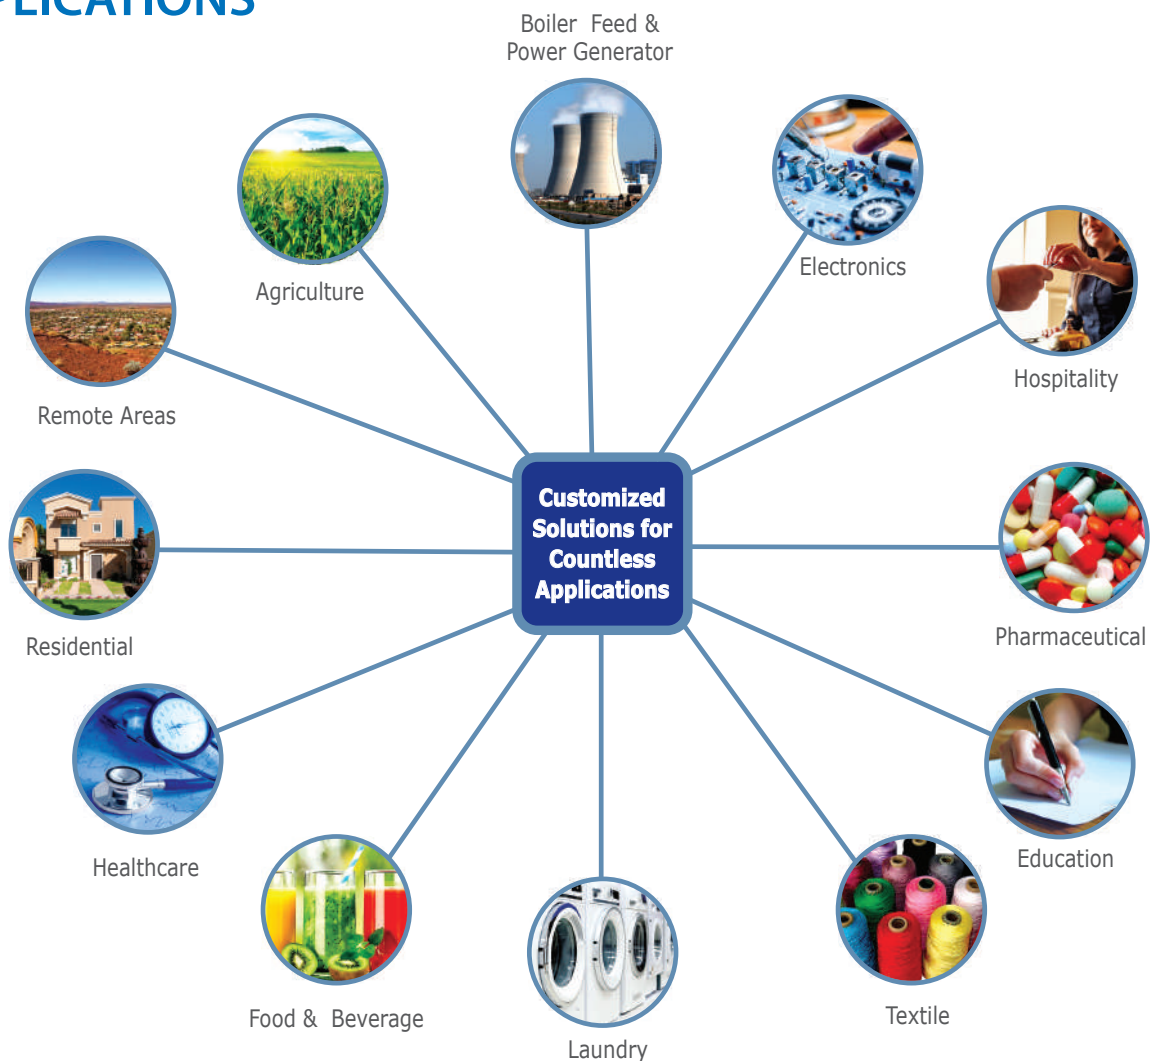 PLICATIONS
Boiler Feed &
Power Generator
Electronics
Agriculture
Hospitality
Remote Areas
Customized
Solutions for
Countless
Applications
Pharmaceutical
Residential
Education
Healthcare
Textile
Food & Beverage
Laundry